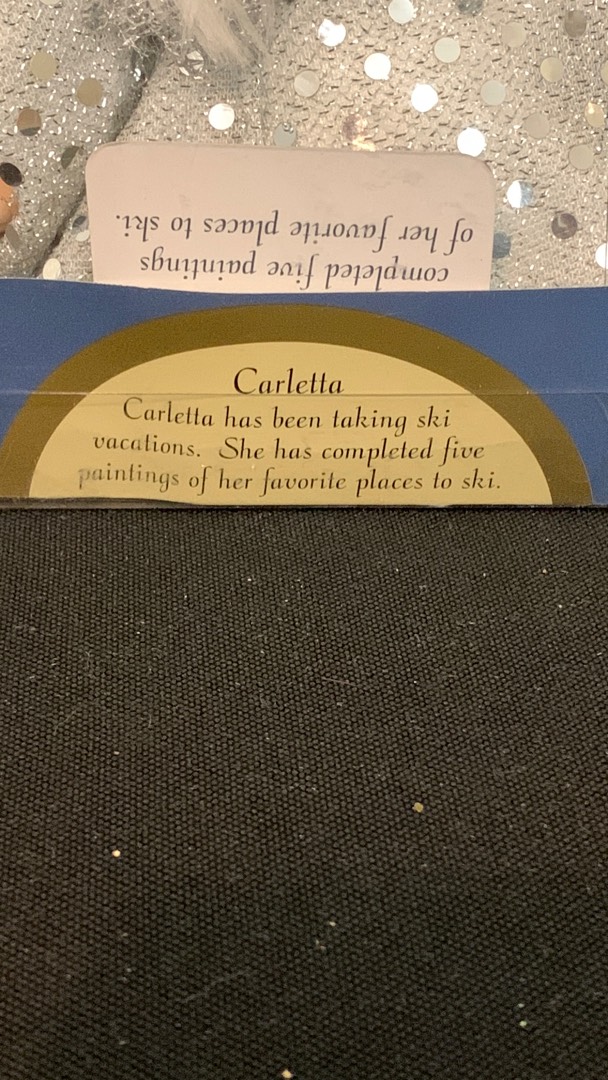 completed five paintings
of her favorite places to ski.
Carletta
Carletta has been taking ski
vacations. She has completed five
paintings of her favorite places to ski.